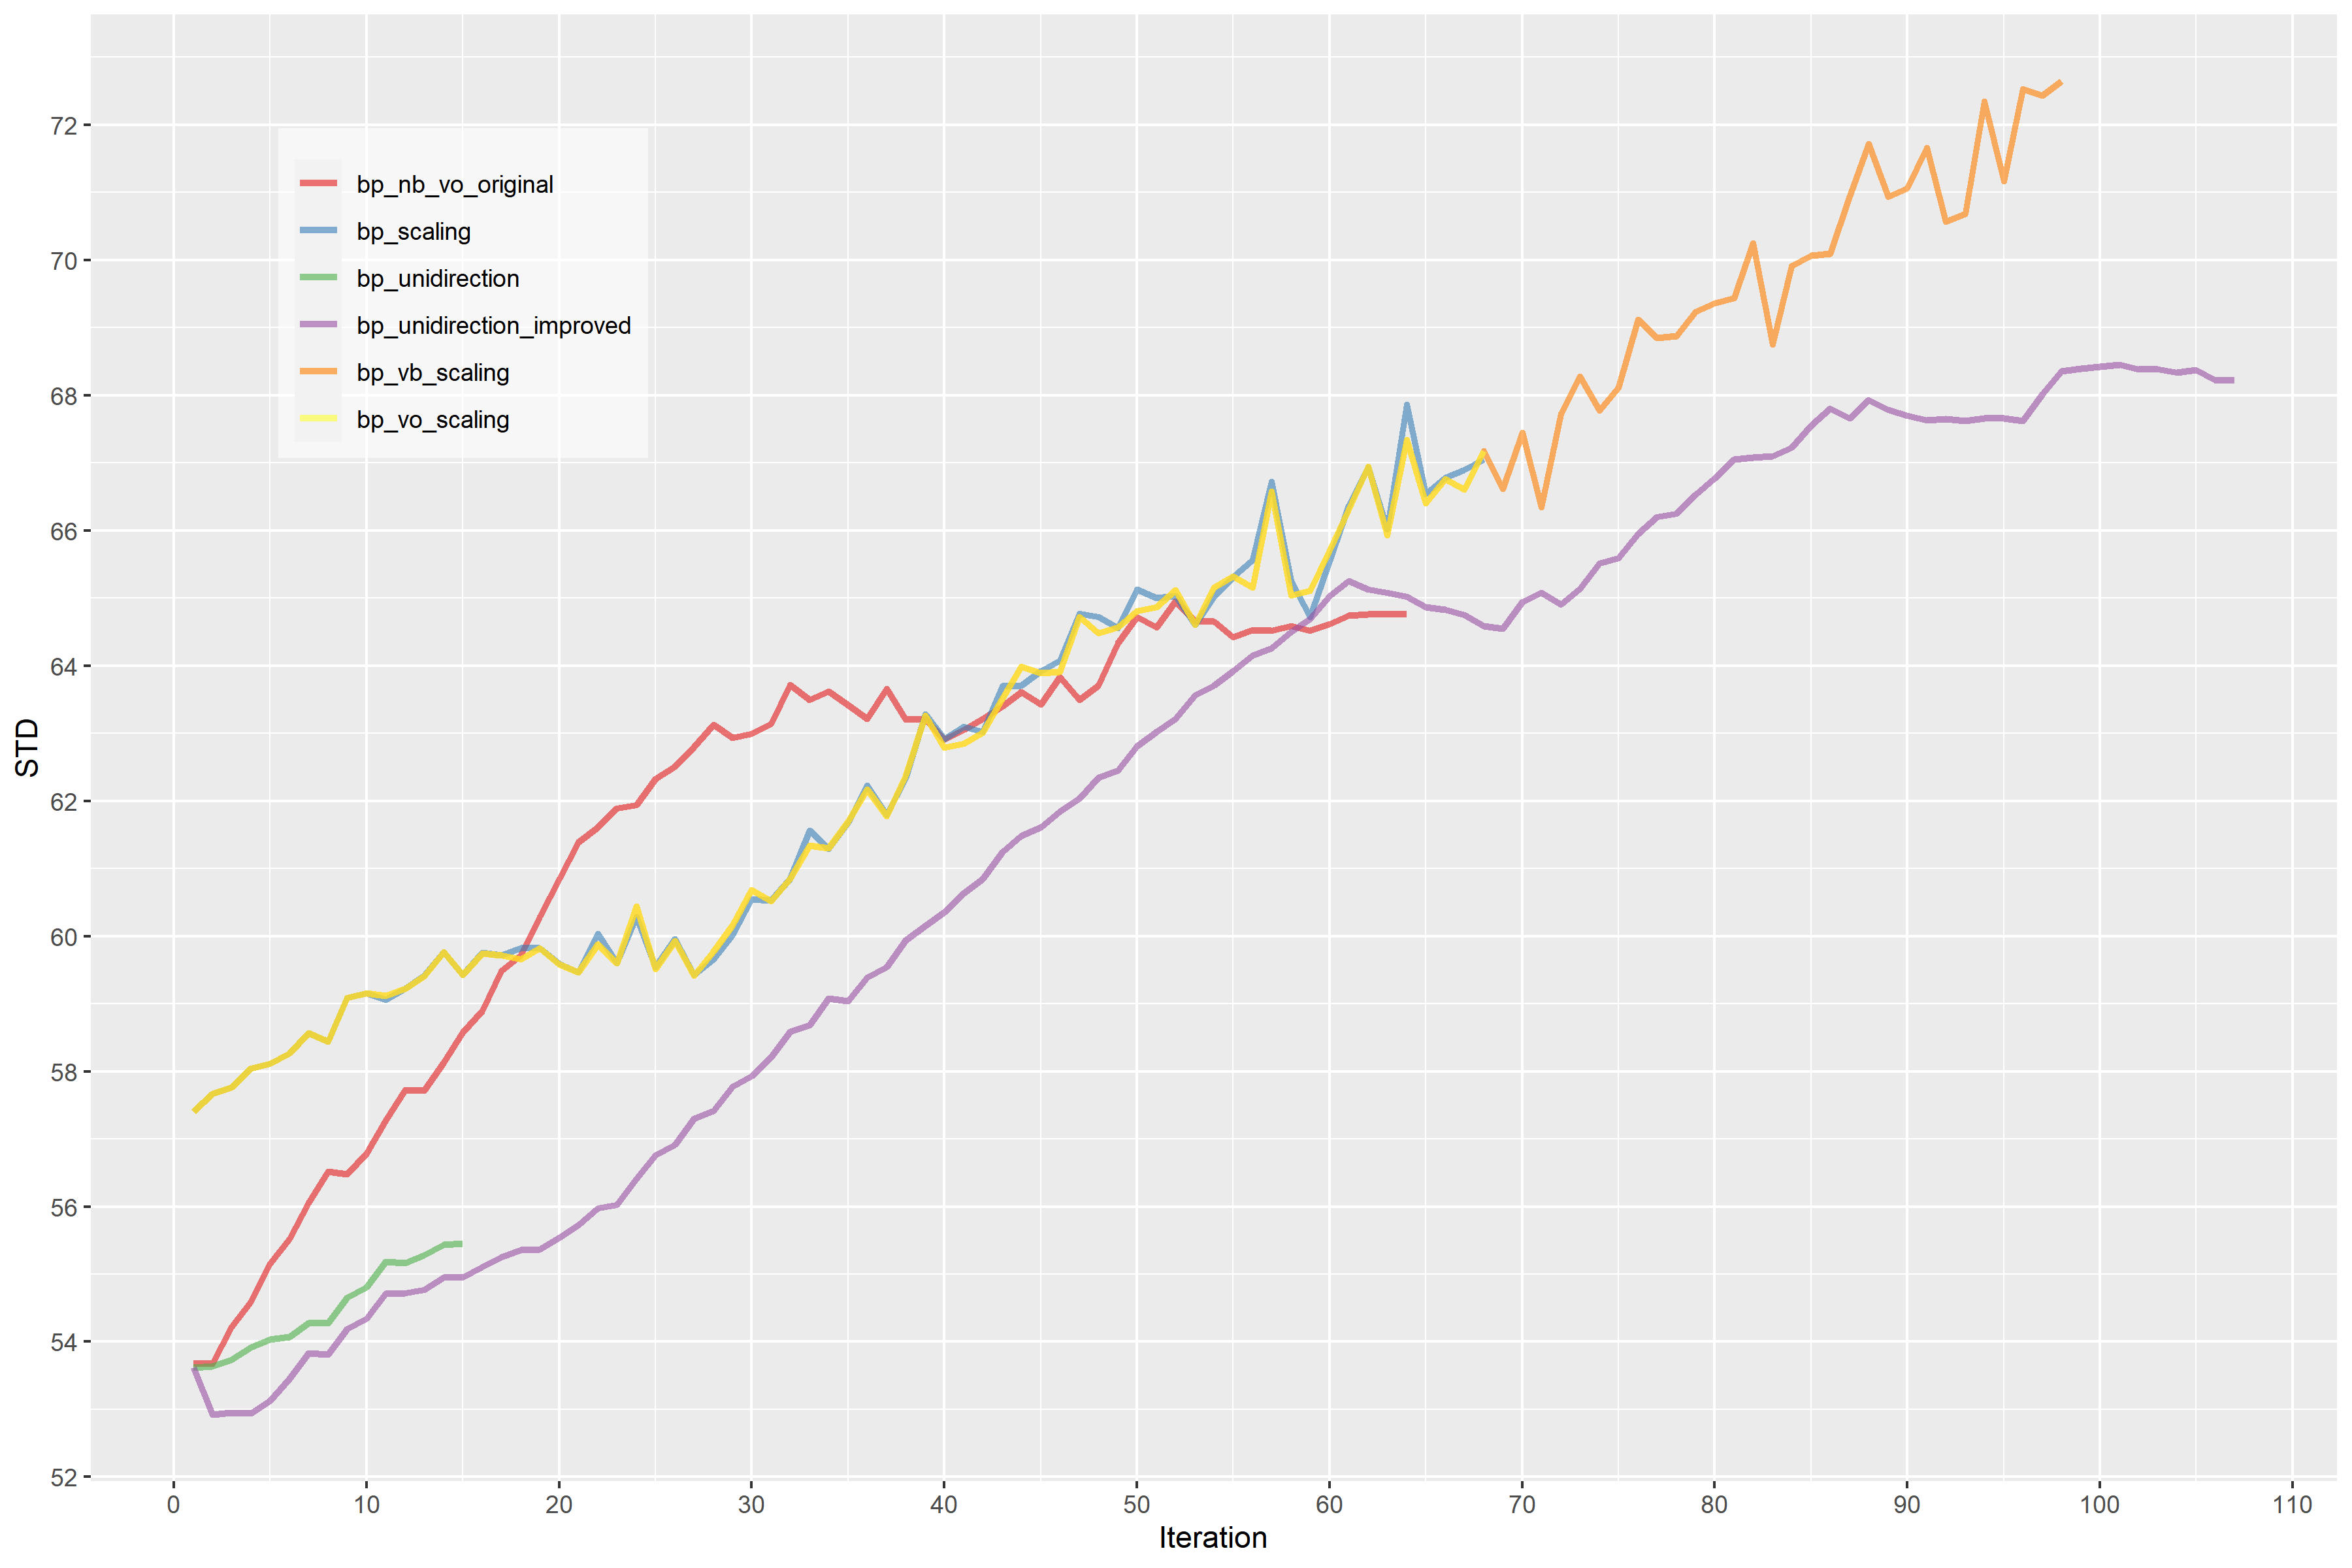 72
70
68
66
64
62
60
58
56
54
52
STD
bp_nb_vo_original
bp_scaling
bp_unidirection
bp_unidirection_improved
bp_vb_scaling
bp_vo_scaling
0 10 20 30 40 50 60 70 80 90 100 110
Iteration